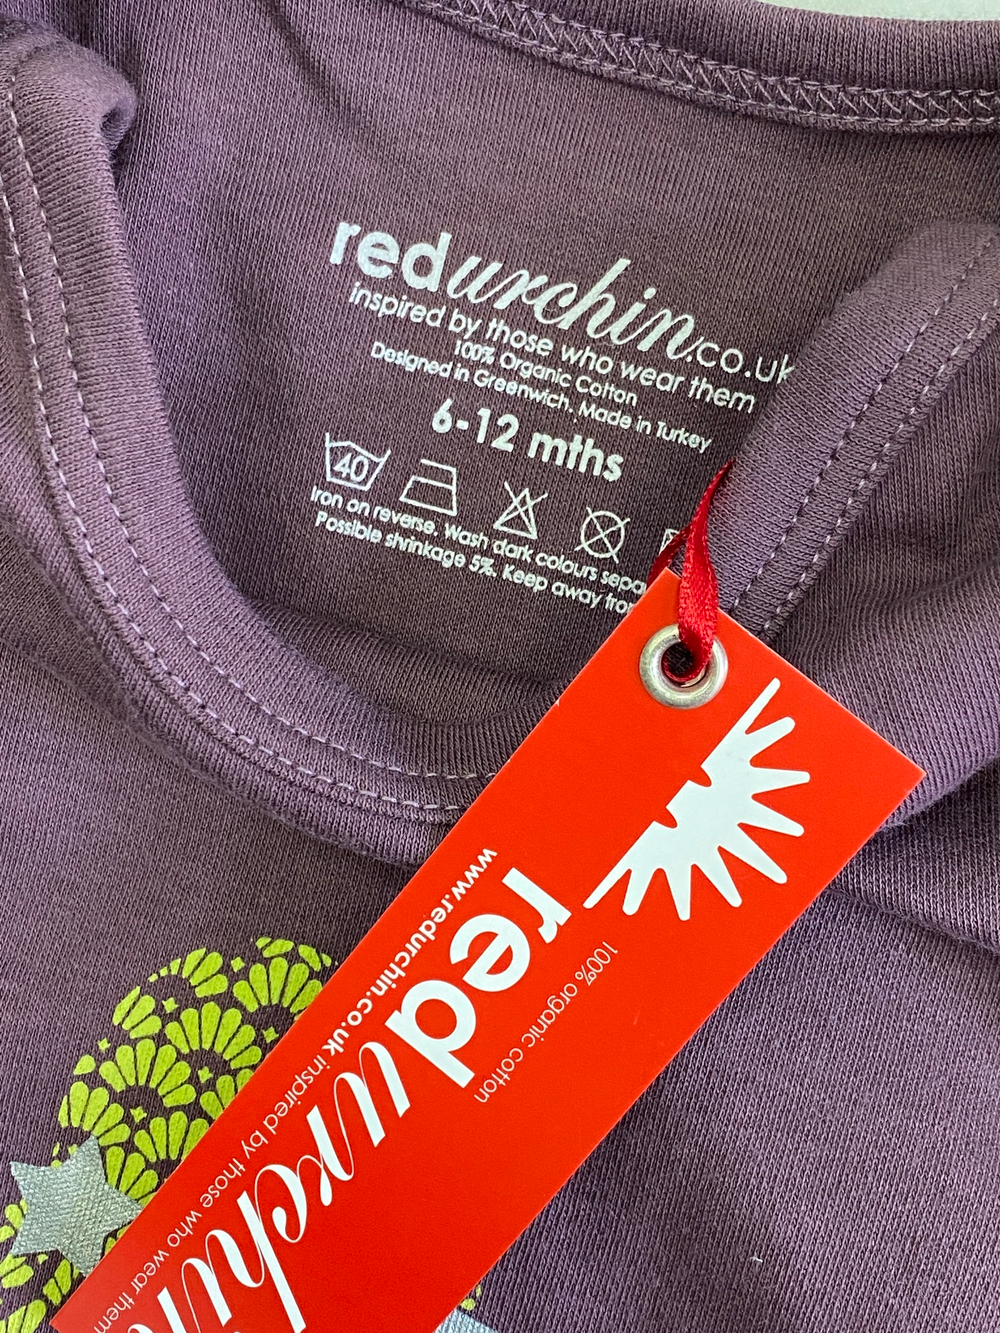 redurchin.co.uk
inspired by those who wear them
100% Organic Cotton
Designed in Greenwich. Made in Turkey
6-12 mths
40
Iron on reverse. Wash dark colours
Possible shrinkage 5%. Keep away
100% organic cotton
red
www.redurchin.co.uk inspired by those who wear them